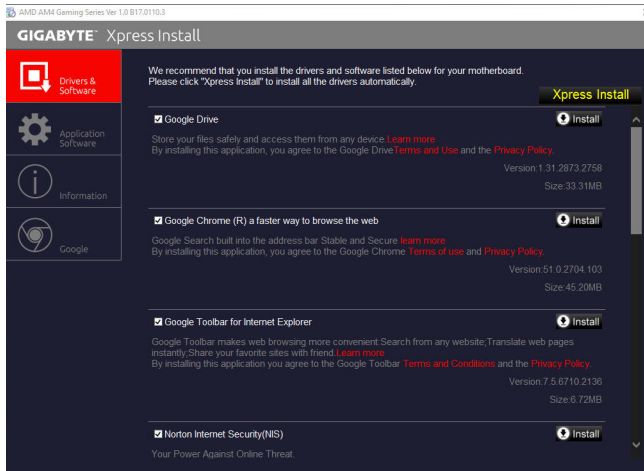 AMD AM4 Gaming Series Ver 1.0 B17.0110.3
GIGABYTE™ Xpress Install
Drivers &
Software
Application
Software
Information
Google
We recommend that you install the drivers and software listed below for your motherboard.
Please click "Xpress Install" to install all the drivers automatically.
Xpress Install
Google Drive
Install
Store your files safely and access them from any device.Learn more
By installing this application, you agree to the Google DriveTerms and Use and the Privacy Policy.
Version:1.31.2873.2758
Size:33.31MB
Google Chrome (R) a faster way to browse the web
Install
Google Search built into the address bar Stable and Secure learn more
By installing this application, you agree to the Google Chrome Terms of use and Privacy Policy.
Version:51.0.2704.103
Size:45.20MB
Google Toolbar for Internet Explorer
Install
Google Toolbar makes web browsing more convenient.Search from any website;Translate web pages
instantly;Share your favorite sites with friend.Learn more
By installing this application you agree to the Google Toolbar Terms and Conditions and the Privacy Policy.
Version:7.5.6710.2136
Size:6.72MB
Norton Internet Security(NIS)
Install
Your Power Against Online Threat.